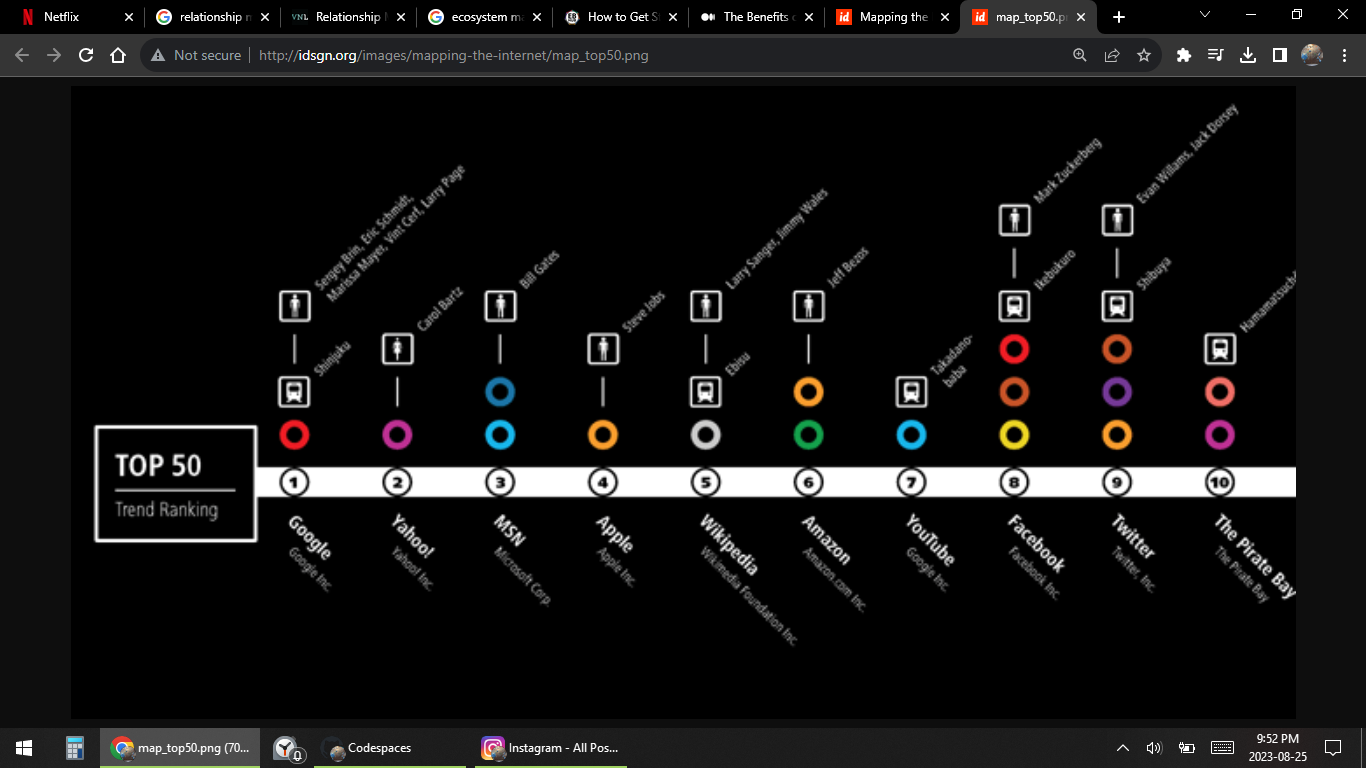 Netflix
relationship n
VNL Relationship
ecosystem ma
How to Get S
The Benefits o
id Mapping the
id map_top50.p
Not secure http://idsgn.org/images/mapping-the-internet/map_top50.png
Sergey Brin, Eric Schmidt,
Marissa Mayer, Vint Cerf, Larry Page
Shinjuku
Carol Bartz
Bill Gates
Steve Jobs
Larry Sanger, Jimmy Wales
Ebisu
Jeff Bezos
Takadano-
baba
Mark Zuckerberg
Ikebukuro
Evan Willams, Jack Dorsey
Shibuya
Hamamatsuch
TOP 50
Trend Ranking
1 2 3 4 5 6 7 8 9 10
Google
Google Inc.
Yahoo!
Yahoo! Inc.
MSN
Microsoft Corp.
Apple
Apple Inc.
Wikipedia
Wikimedia Foundation Inc.
Amazon
Amazon.com Inc.
YouTube
Google Inc.
Facebook
Facebook Inc.
Twitter
Twitter, Inc.
The Pirate Bay
The Pirate Bay
map_top50.png (70...
Codespaces
Instagram - All Pos...
9:52 PM
2023-08-25